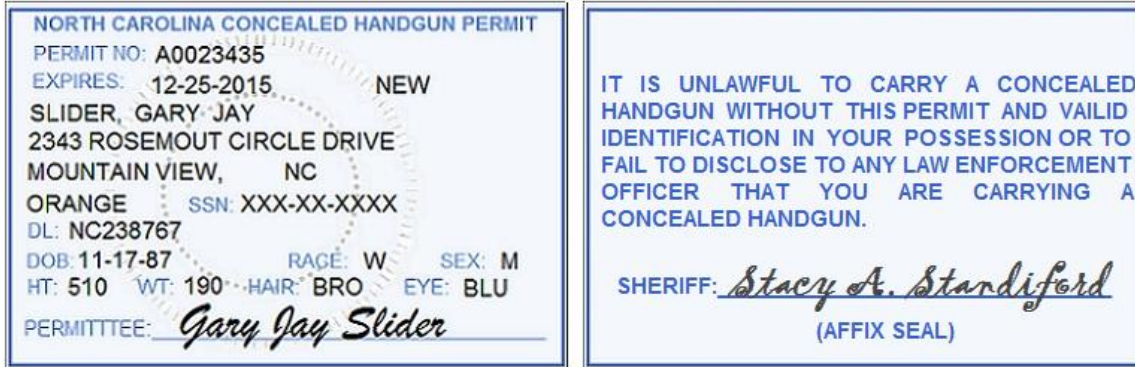 NORTH CAROLINA CONCEALED HANDGUN PERMIT
PERMIT NO: A0023435
EXPIRES: 12-25-2015 NEW
SLIDER, GARY JAY
2343 ROSEMOUT CIRCLE DRIVE
MOUNTAIN VIEW, NC
ORANGE SSN: XXX-XX-XXXX
DL: NC238767
DOB: 11-17-87 RACE: W SEX: M
HT: 510 WT: 190 HAIR: BRO EYE: BLU
PERMITTTEE: Gary Jay Slider
IT IS UNLAWFUL TO CARRY A CONCEALED
HANDGUN WITHOUT THIS PERMIT AND VAILID
IDENTIFICATION IN YOUR POSSESSION OR TO
FAIL TO DISCLOSE TO ANY LAW ENFORCEMENT
OFFICER THAT YOU ARE CARRYING A
CONCEALED HANDGUN.
SHERIFF: Stacy A. Standiford
(AFFIX SEAL)